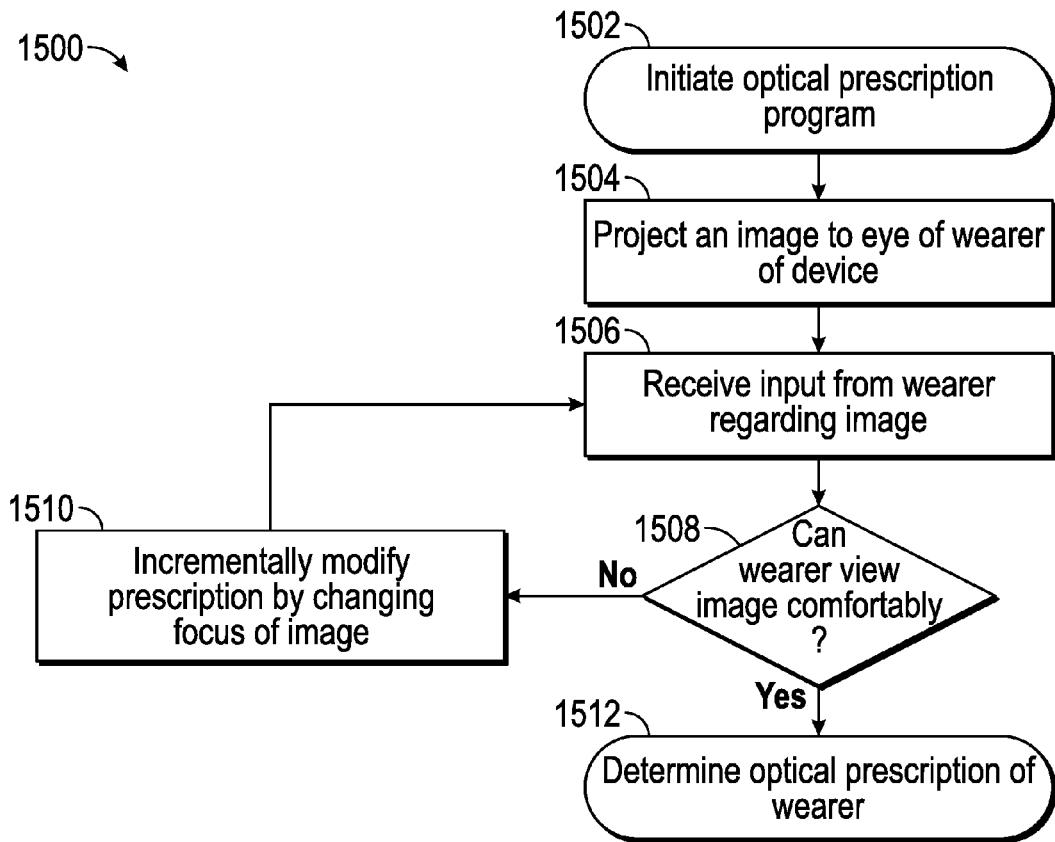 1500
1502
Initiate optical prescription
program
1504
Project an image to eye of wearer
of device
1506
Receive input from wearer
regarding image
1508
Can
wearer view
image comfortably
?
No
1510
Incrementally modify
prescription by changing
focus of image
Yes
1512
Determine optical prescription of
wearer